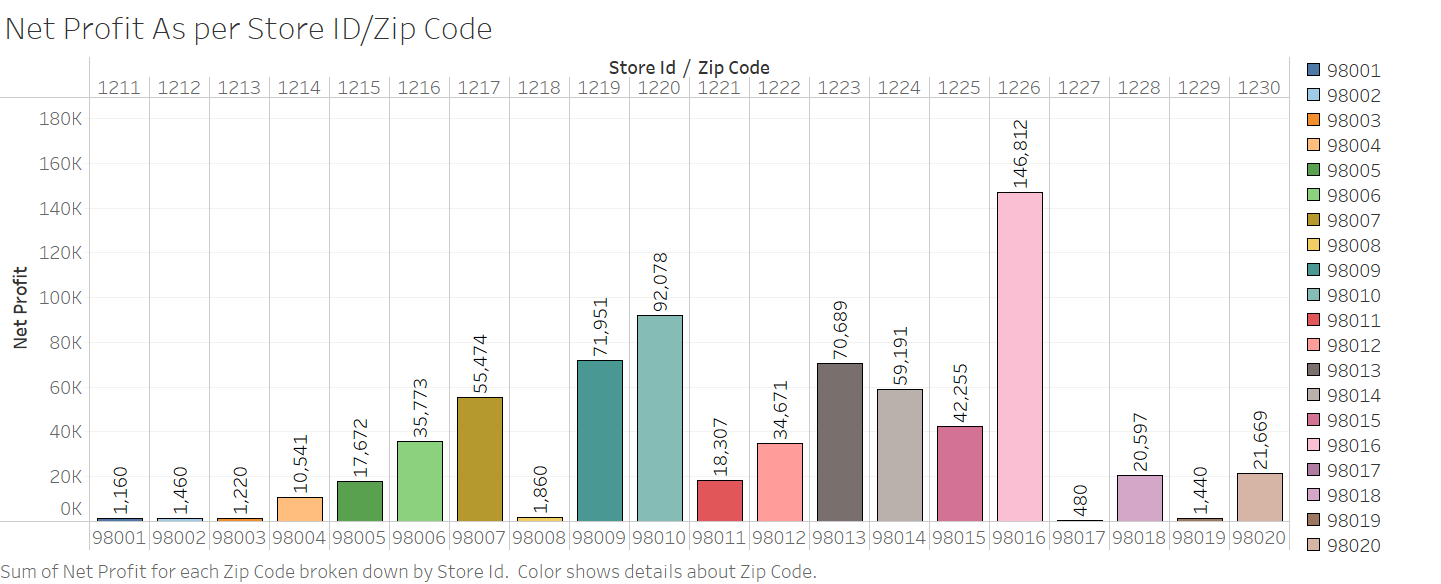 Net Profit As per Store ID/Zip Code
Store Id / Zip Code
1211 1212 1213 1214 1215 1216 1217 1218 1219 1220 1221 1222 1223 1224 1225 1226 1227 1228 1229 1230
180K
160K
140K
120K
100K
80K
60K
40K
20K
0K
Net Profit
1,160
1,460
1,220
10,541
17,672
35,773
55,474
1,860
71,951
92,078
18,307
34,671
70,689
59,191
42,255
146,812
480
20,597
1,440
21,669
98001 98002 98003 98004 98005 98006 98007 98008 98009 98010 98011 98012 98013 98014 98015 98016 98017 98018 98019 98020
98001
98002
98003
98004
98005
98006
98007
98008
98009
98010
98011
98012
98013
98014
98015
98016
98017
98018
98019
98020
Sum of Net Profit for each Zip Code broken down by Store Id. Color shows details about Zip Code.